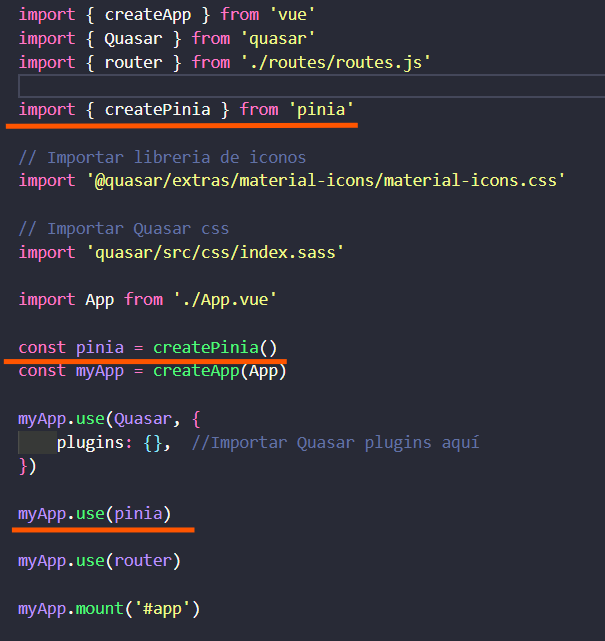 import { createApp } from 'vue'
import { Quasar } from 'quasar'
import { router } from './routes/routes.js'
import { createPinia } from 'pinia'
// Importar libreria de iconos
import '@quasar/extras/material-icons/material-icons.css'
// Importar Quasar css
import 'quasar/src/css/index.sass'
import App from './App.vue'
const pinia = createPinia()
const myApp = createApp(App)
myApp.use(Quasar, {
    plugins: {},  //Importar Quasar plugins aquí
})
myApp.use(pinia)
myApp.use(router)
myApp.mount('#app')